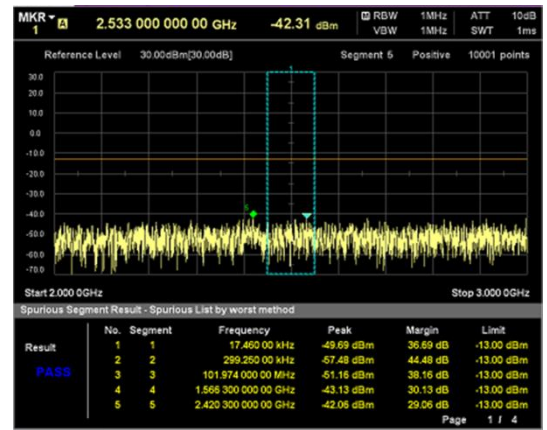 MKR A 2.533 000 000 00 GHz -42.31 dBm RBW 1MHz ATT 10dB
1 VBW 1MHz SWT 1ms
Reference Level 30.00dBm[30.00dB] Segment 5 Positive 10001 points
1
30.0
20.0
10.0
0.0
-10.0
-20.0
-30.0
5
-40.0
-50.0
-60.0
-70.0
Start 2.000 0GHz Stop 3.000 0GHz
Spurious Segment Result - Spurious List by worst method
No. Segment Frequency Peak Margin Limit
Result 1 1 17.460 00 kHz -49.69 dBm 36.69 dB -13.00 dBm
PASS 2 2 299.250 00 kHz -57.48 dBm 44.48 dB -13.00 dBm
3 3 101.974 000 00 MHz -51.16 dBm 38.16 dB -13.00 dBm
4 4 1.566 300 000 00 GHz -43.13 dBm 30.13 dB -13.00 dBm
5 5 2.420 300 000 00 GHz -42.06 dBm 29.06 dB -13.00 dBm
Page 1 / 4